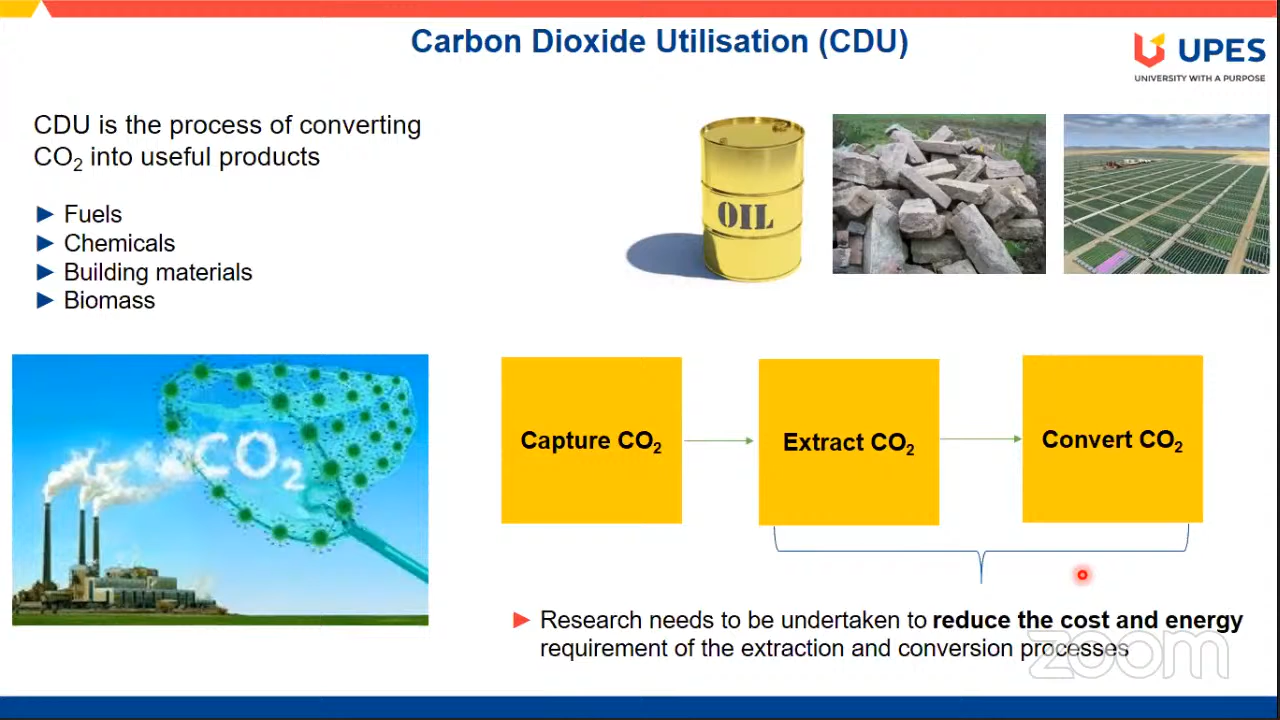 Carbon Dioxide Utilisation (CDU)
UPES
UNIVERSITY WITH A PURPOSE
CDU is the process of converting
CO₂ into useful products
► Fuels
► Chemicals
► Building materials
► Biomass
OIL
CO₂
Capture CO₂
Extract CO₂
Convert CO₂
► Research needs to be undertaken to reduce the cost and energy
requirement of the extraction and conversion processes
zoom